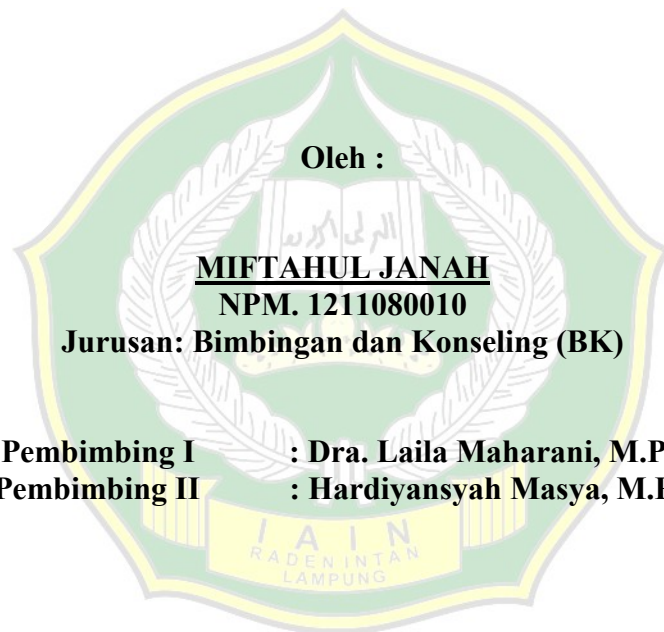 Oleh :
MIFTAHUL JANAH
NPM. 1211080010
Jurusan: Bimbingan dan Konseling (BK)
Pembimbing I : Dra. Laila Maharani, M.P
Pembimbing II : Hardiyansyah Masya, M.
I A I N
RADEN INTAN
LAMPUNG